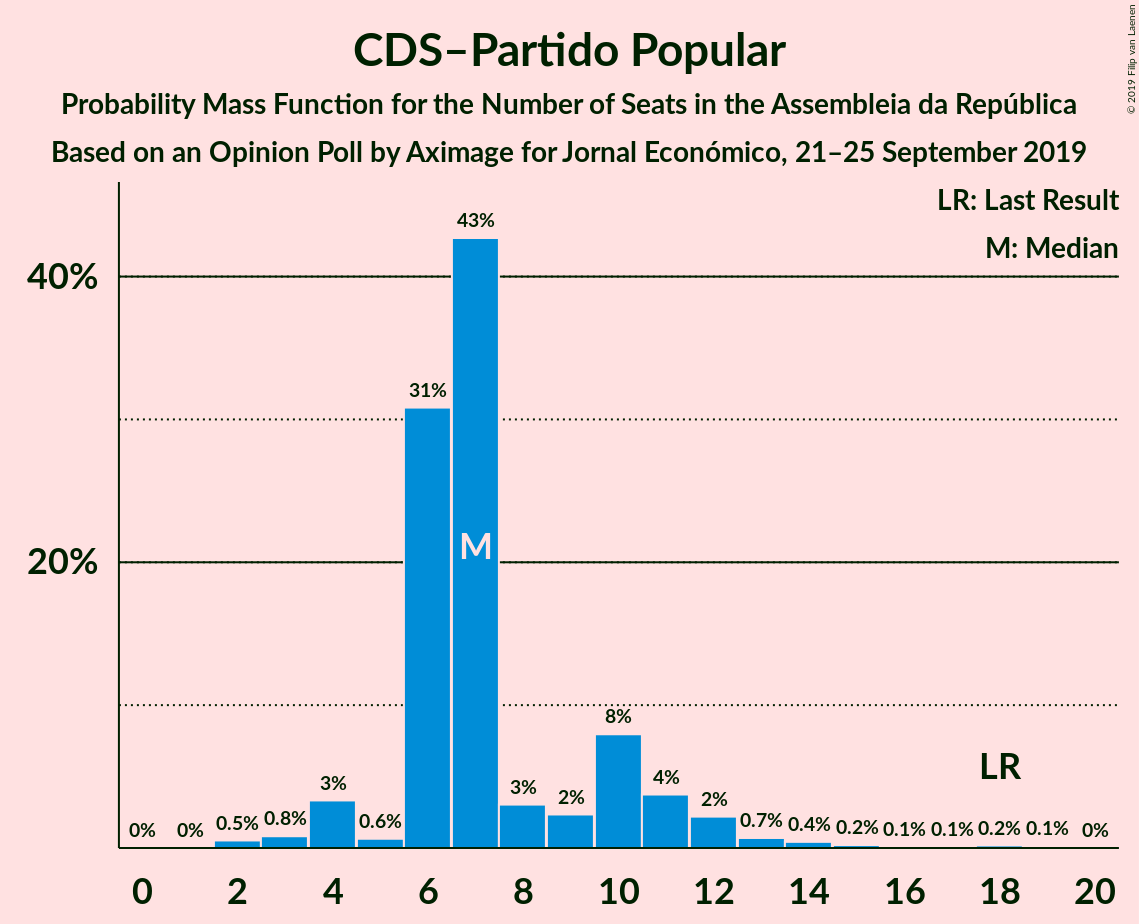 CDS–Partido Popular
Probability Mass Function for the Number of Seats in the Assembleia da República
Based on an Opinion Poll by Aximage for Jornal Económico, 21–25 September 2019
© 2019 Filip van Laenen
LR: Last Result
M: Median
40%
20%
0% 0% 0.5% 0.8% 3% 0.6% 31% 43% 3% 2% 8% 4% 2% 0.7% 0.4% 0.2% 0.1% 0.1% 0.2% 0.1% 0%
M
LR
0 2 4 6 8 10 12 14 16 18 20